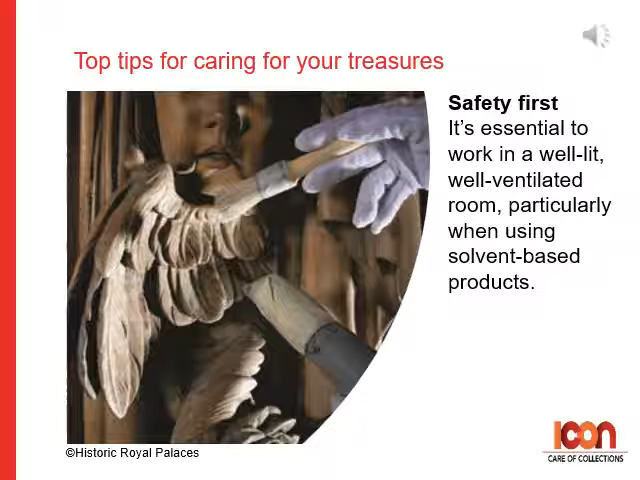 Top tips for caring for your treasures
Safety first
It’s essential to
work in a well-lit,
well-ventilated
room, particularly
when using
solvent-based
products.
©Historic Royal Palaces
Icon
CARE OF COLLECTIONS